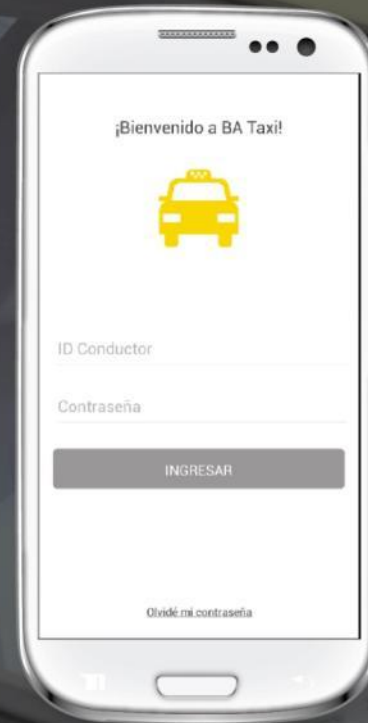 ¡Bienvenido a BA Taxi!
ID Conductor
Contraseña
INGRESAR
Olvidé mi contraseña